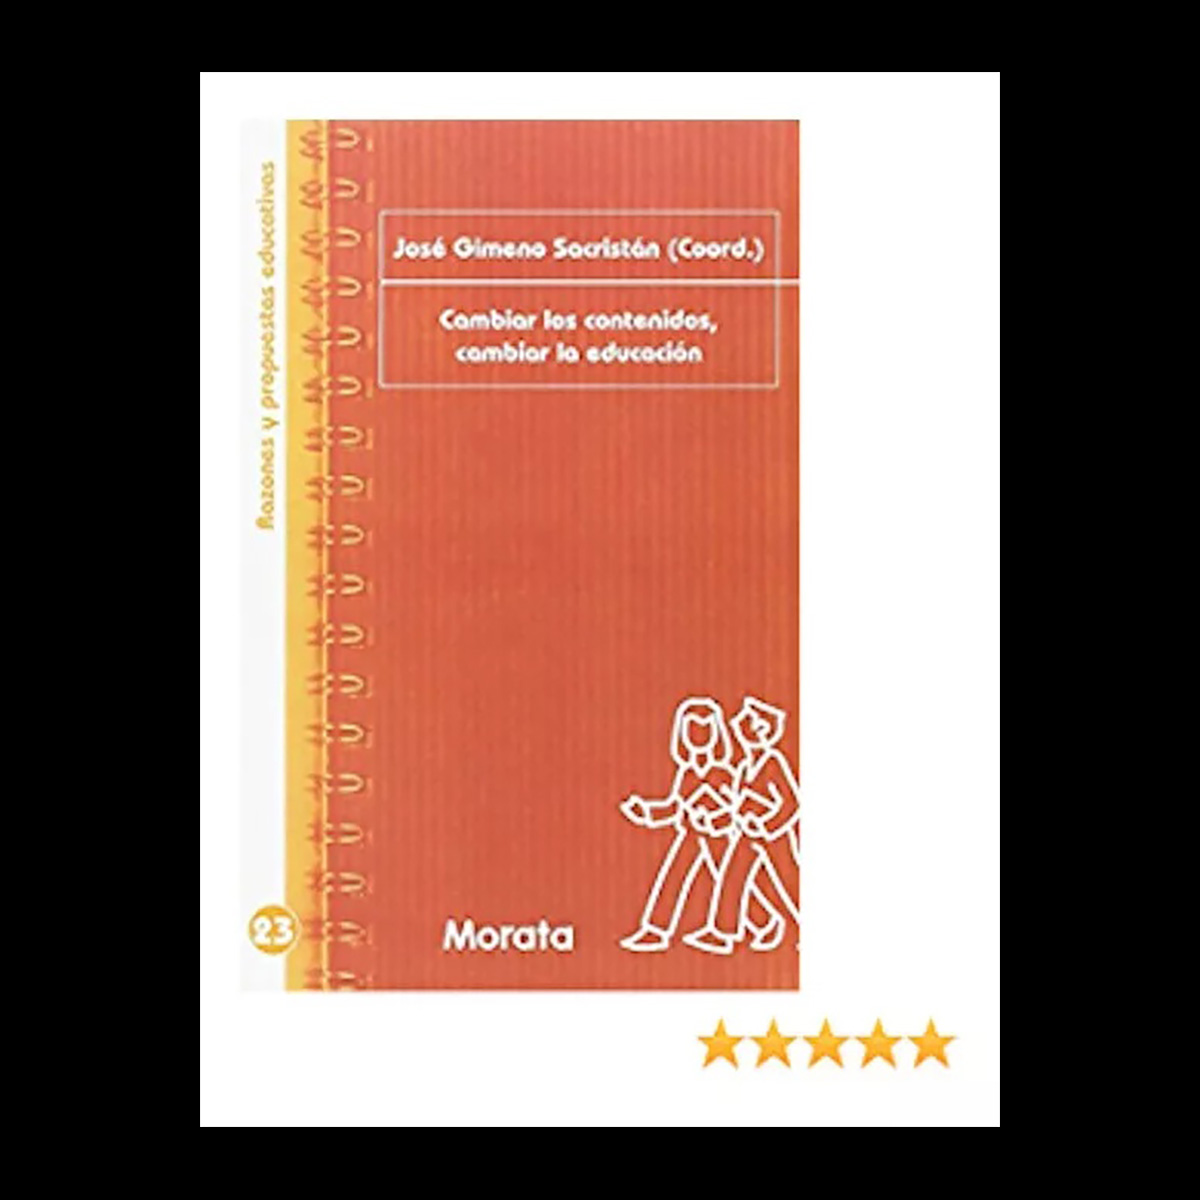 Razones y propuestas educativas
José Gimeno Sacristán (Coord.)
Cambiar los contenidos,
cambiar la educación
23
Morata